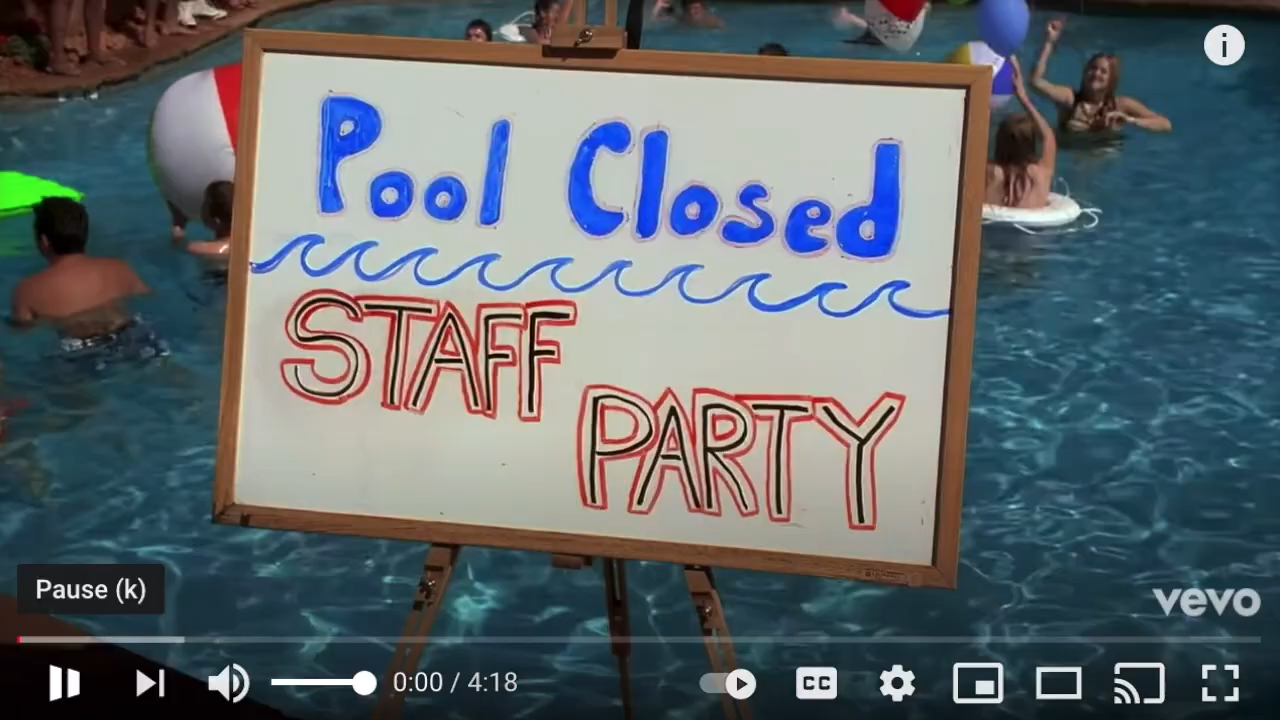 Pool Closed
STAFF
PARTY
Pause (k)
vevo
0:00 / 4:18
CC
i